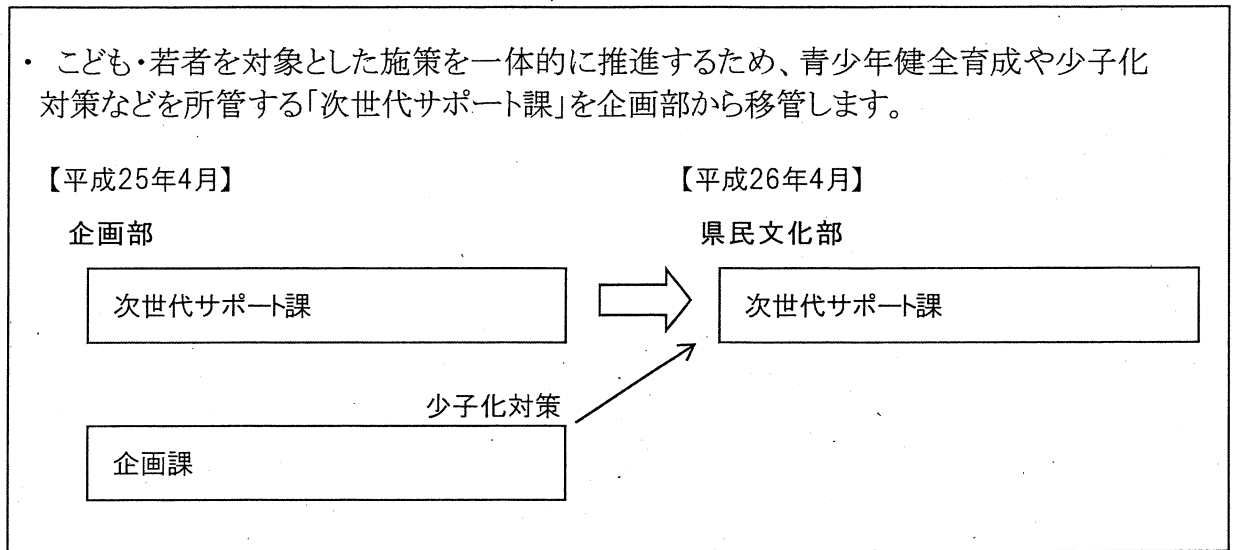 ・ こども・若者を対象とした施策を一体的に推進するため、青少年健全育成や少子化
対策などを所管する「次世代サポート課」を企画部から移管します。
【平成25年4月】
【平成26年4月】
企画部
県民文化部
次世代サポート課
次世代サポート課
少子化対策
企画課